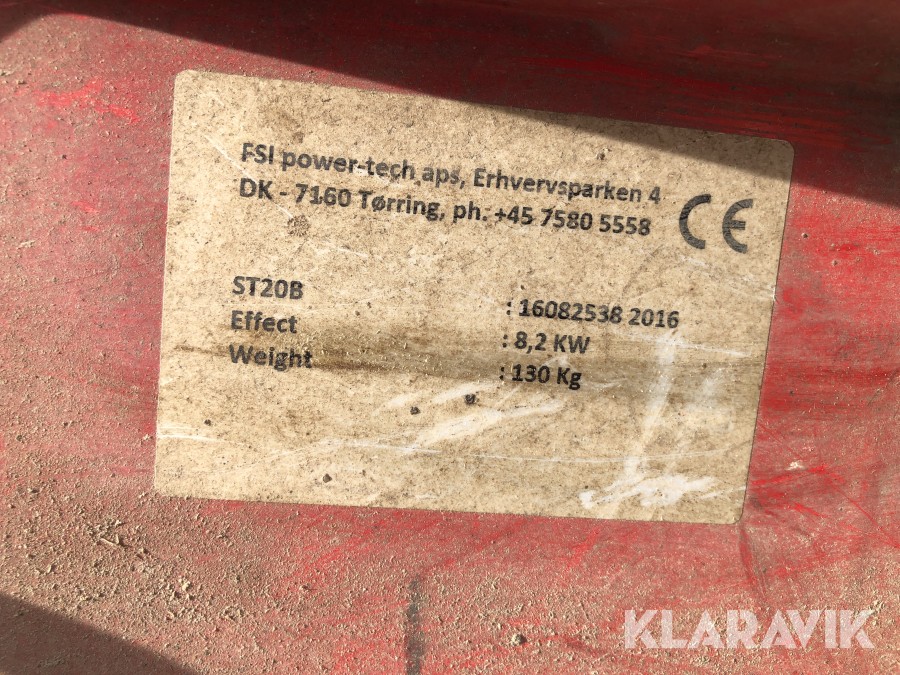 FSI power-tech aps, Erhvervsparken 4
DK - 7160 Tørring, ph. +45 7580 5558
CE
ST20B : 16082538 2016
Effect : 8,2 KW
Weight : 130 Kg
KLARAVIK